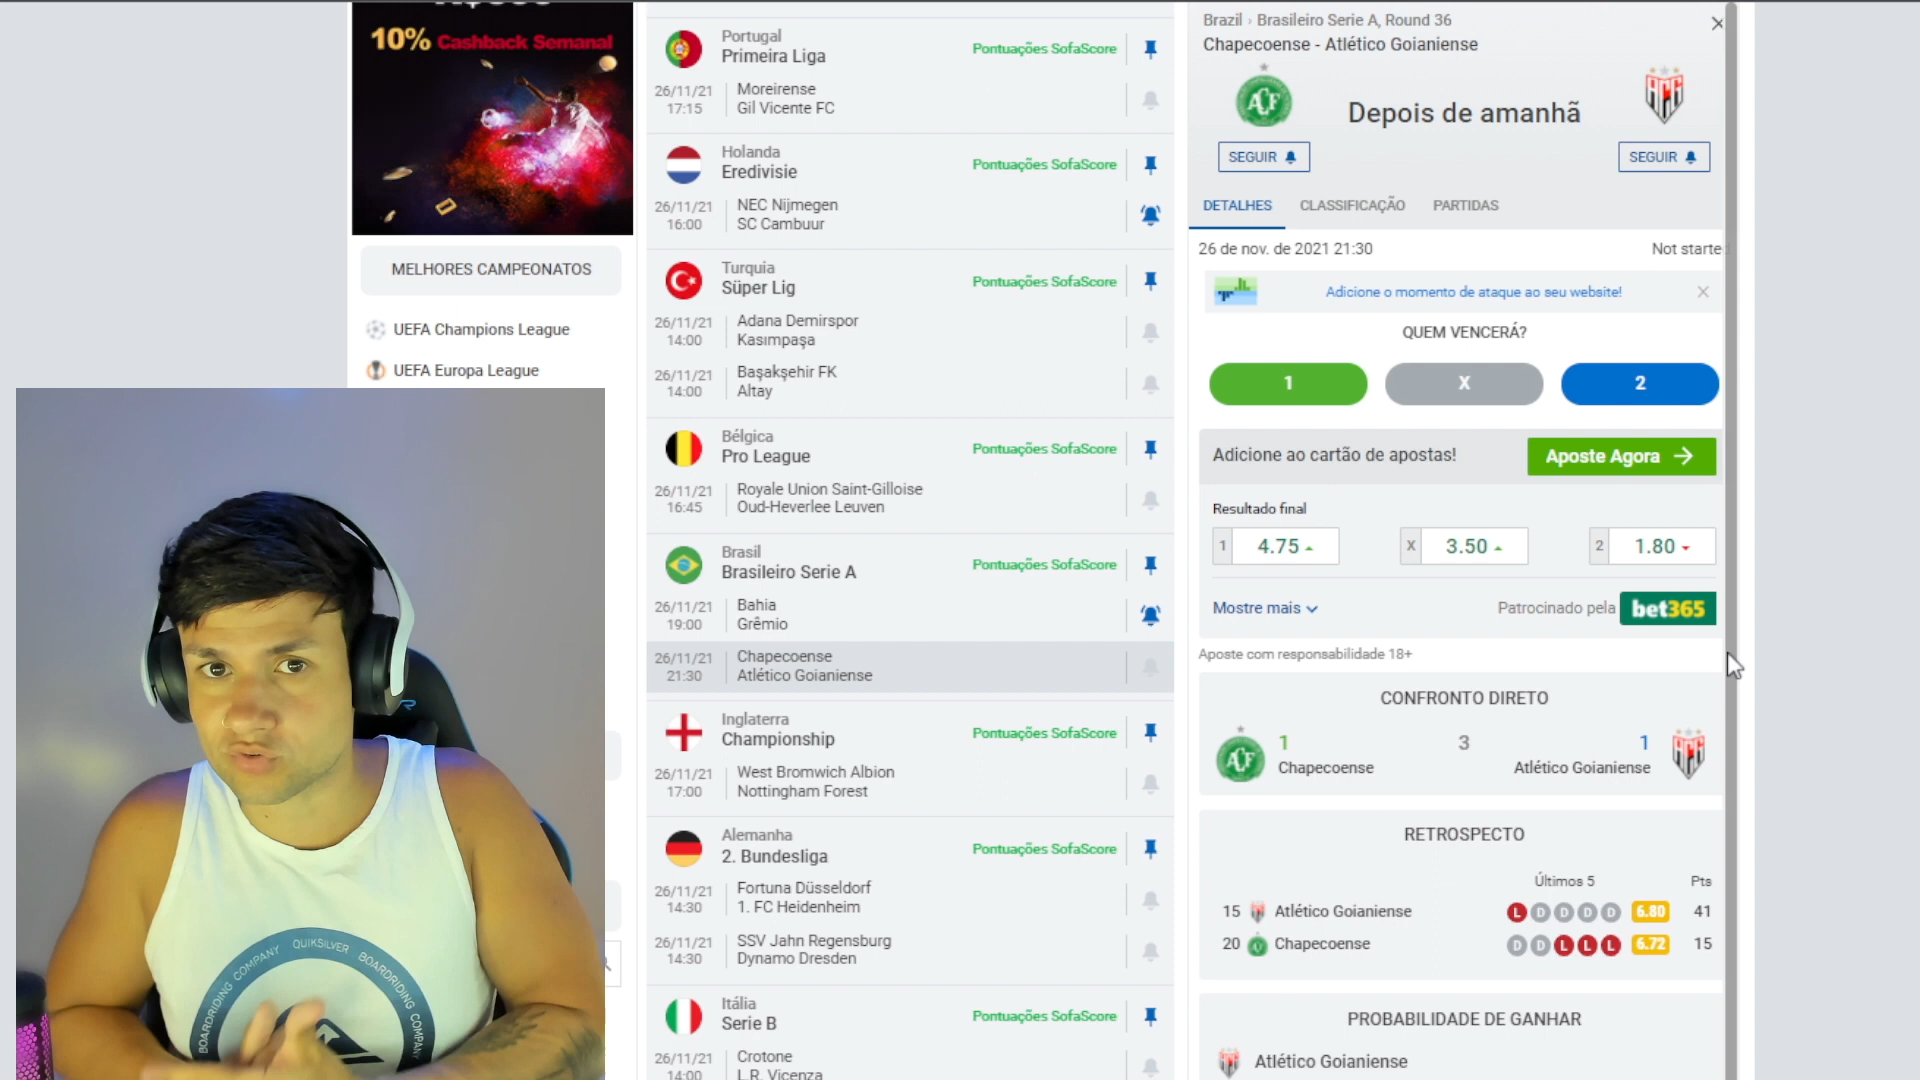 10% Cashback Semanal
MELHORES CAMPEONATOS
UEFA Champions League
UEFA Europa League
QUIKSILVER BOARDRIDING COMPANY
BOARDRIDING COMPANY
Portugal
Primeira Liga
Pontuações SofaScore
26/11/21
17:15
Moreirense
Gil Vicente FC
Holanda
Eredivisie
Pontuações SofaScore
26/11/21
16:00
NEC Nijmegen
SC Cambuur
Turquia
Süper Lig
Pontuações SofaScore
26/11/21
14:00
Adana Demirspor
Kasımpaşa
26/11/21
14:00
Başakşehir FK
Altay
Bélgica
Pro League
Pontuações SofaScore
26/11/21
16:45
Royale Union Saint-Gilloise
Oud-Heverlee Leuven
Brasil
Brasileiro Serie A
Pontuações SofaScore
26/11/21
19:00
Bahia
Grêmio
26/11/21
21:30
Chapecoense
Atlético Goianiense
Inglaterra
Championship
Pontuações SofaScore
26/11/21
17:00
West Bromwich Albion
Nottingham Forest
Alemanha
2. Bundesliga
Pontuações SofaScore
26/11/21
14:30
Fortuna Düsseldorf
1. FC Heidenheim
26/11/21
14:30
SSV Jahn Regensburg
Dynamo Dresden
Itália
Serie B
Pontuações SofaScore
26/11/21
14:00
Crotone
L.R. Vicenza
Brazil › Brasileiro Serie A, Round 36
Chapecoense - Atlético Goianiense
Depois de amanhã
SEGUIR
SEGUIR
DETALHES CLASSIFICAÇÃO PARTIDAS
26 de nov. de 2021 21:30 Not starte
Adicione o momento de ataque ao seu website!
QUEM VENCERÁ?
1 X 2
Adicione ao cartão de apostas!
Aposte Agora
Resultado final
1 4.75 X 3.50 2 1.80
Mostre mais
Patrocinado pela bet365
Aposte com responsabilidade 18+
CONFRONTO DIRETO
1 3 1
Chapecoense Atlético Goianiense
RETROSPECTO
Últimos 5 Pts
15 Atlético Goianiense L D D D D 6.80 41
20 Chapecoense D D L L L 6.72 15
PROBABILIDADE DE GANHAR
Atlético Goianiense